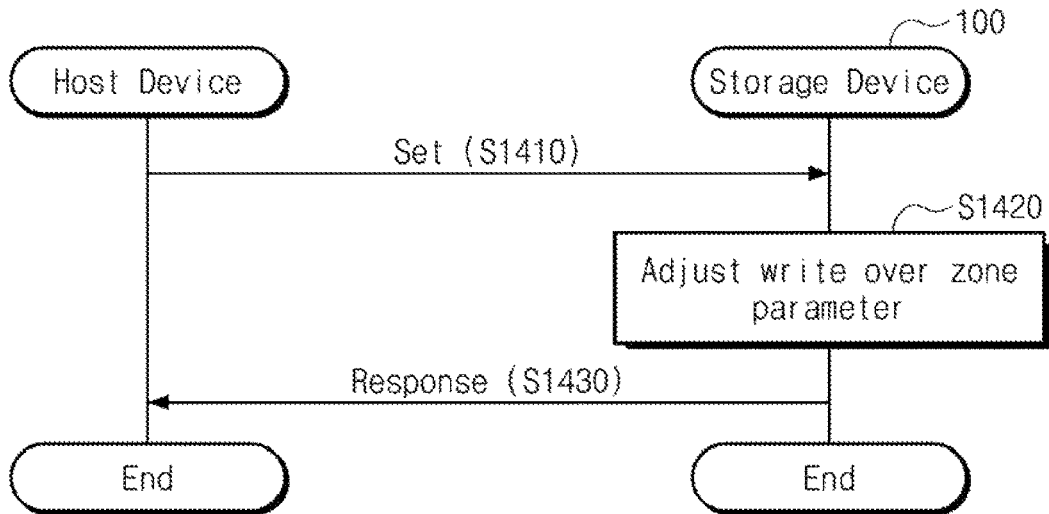 100
Host Device
Storage Device
Set (S1410)
S1420
Adjust write over zone
parameter
Response (S1430)
End
End